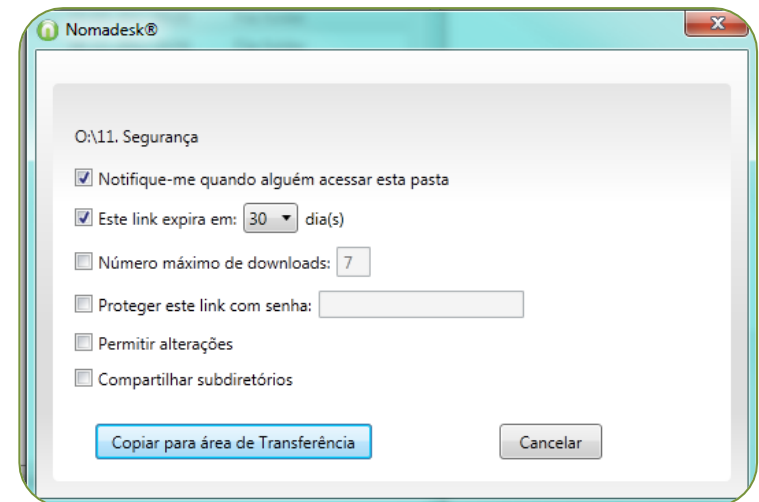 Nomadesk®
O:\11. Segurança
Notifique-me quando alguém acessar esta pasta
Este link expira em: 30 dia(s)
Número máximo de downloads: 7
Proteger este link com senha:
Permitir alterações
Compartilhar subdiretórios
Copiar para área de Transferência Cancelar